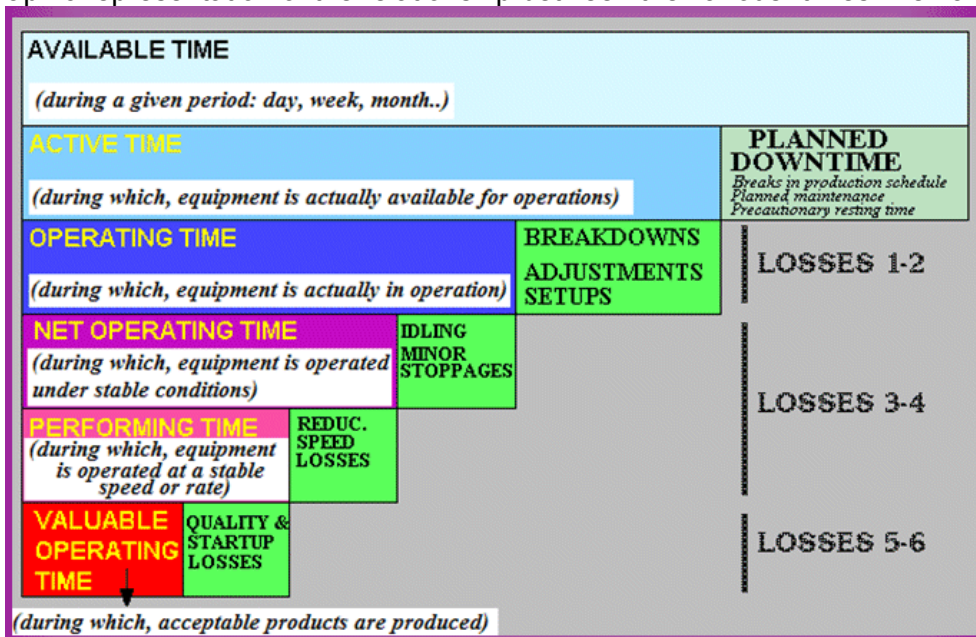 AVAILABLE TIME
(during a given period: day, week, month..)
ACTIVE TIME
(during which, equipment is actually available for operations)
PLANNED
DOWNTIME
Breaks in production schedule
Planned maintenance
Precautionary resting time
OPERATING TIME
(during which, equipment is actually in operation)
BREAKDOWNS
ADJUSTMENTS
SETUPS
LOSSES 1-2
NET OPERATING TIME
(during which, equipment is operated
under stable conditions)
IDLING
MINOR
STOPPAGES
LOSSES 3-4
PERFORMING TIME
(during which, equipment
is operated at a stable
speed or rate)
REDUC.
SPEED
LOSSES
VALUABLE
OPERATING
TIME
QUALITY &
STARTUP
LOSSES
LOSSES 5-6
(during which, acceptable products are produced)